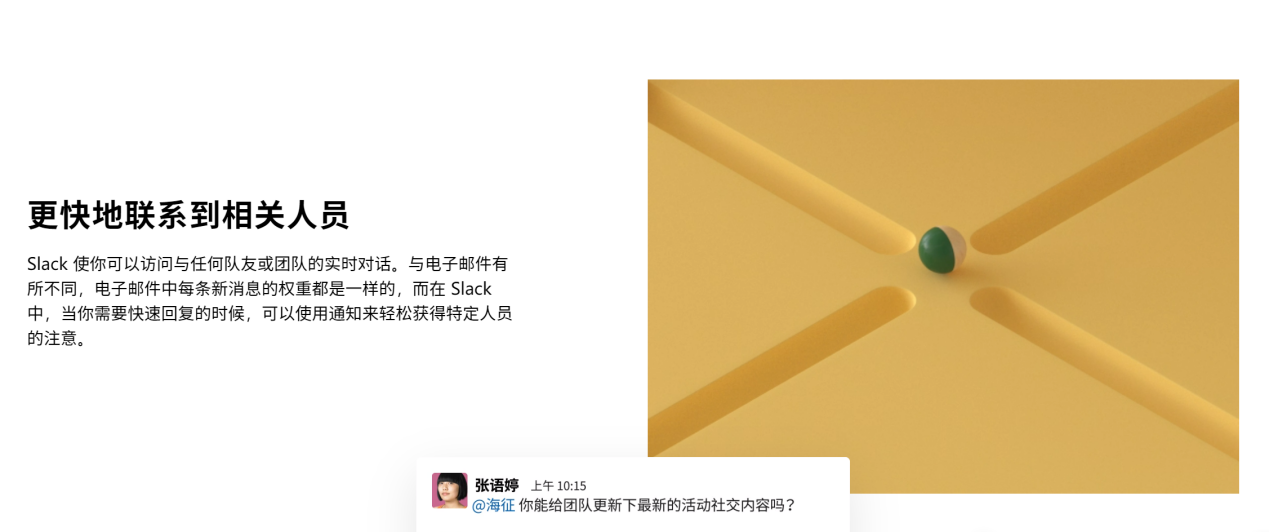 更快地联系到相关人员
Slack 使你可以访问与任何队友或团队的实时对话。与电子邮件有
所不同，电子邮件中每条新消息的权重都是一样的，而在 Slack
中，当你需要快速回复的时候，可以使用通知来轻松获得特定人员
的注意。
张语婷 上午 10:15
@海征 你能给团队更新下最新的活动社交内容吗？